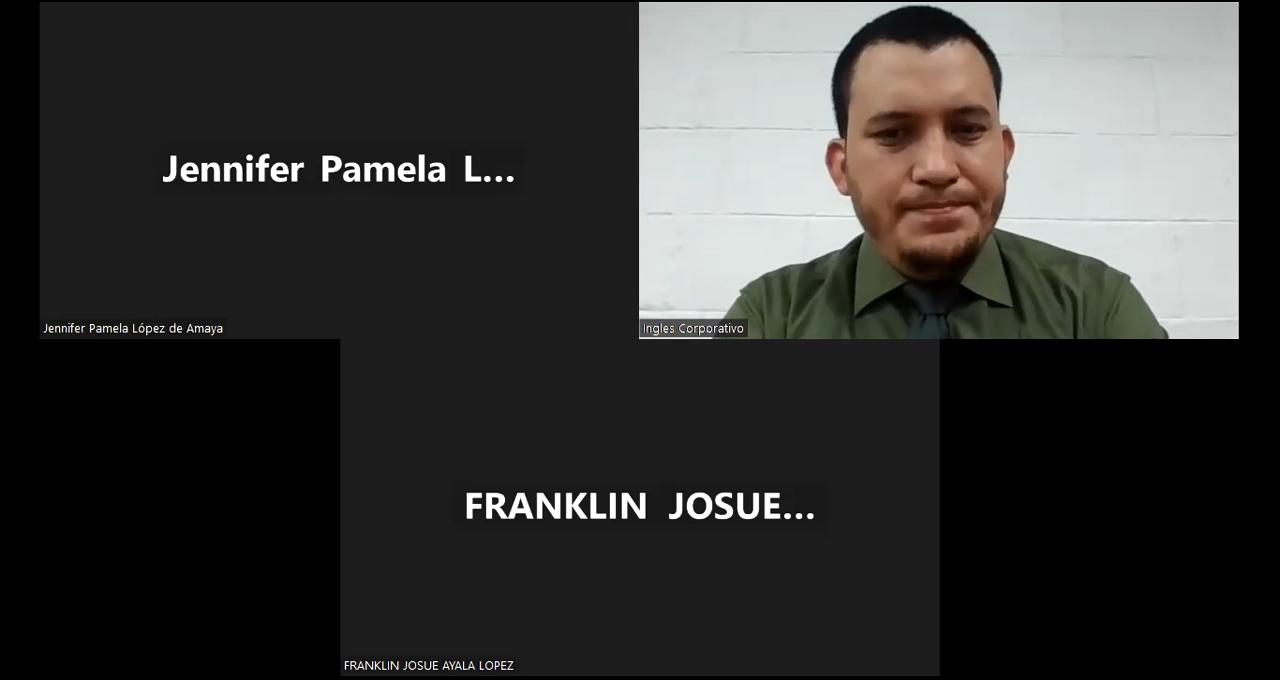 Jennifer Pamela L...
Jennifer Pamela López de Amaya
Ingles Corporativo
FRANKLIN JOSUE...
FRANKLIN JOSUE AYALA LOPEZ